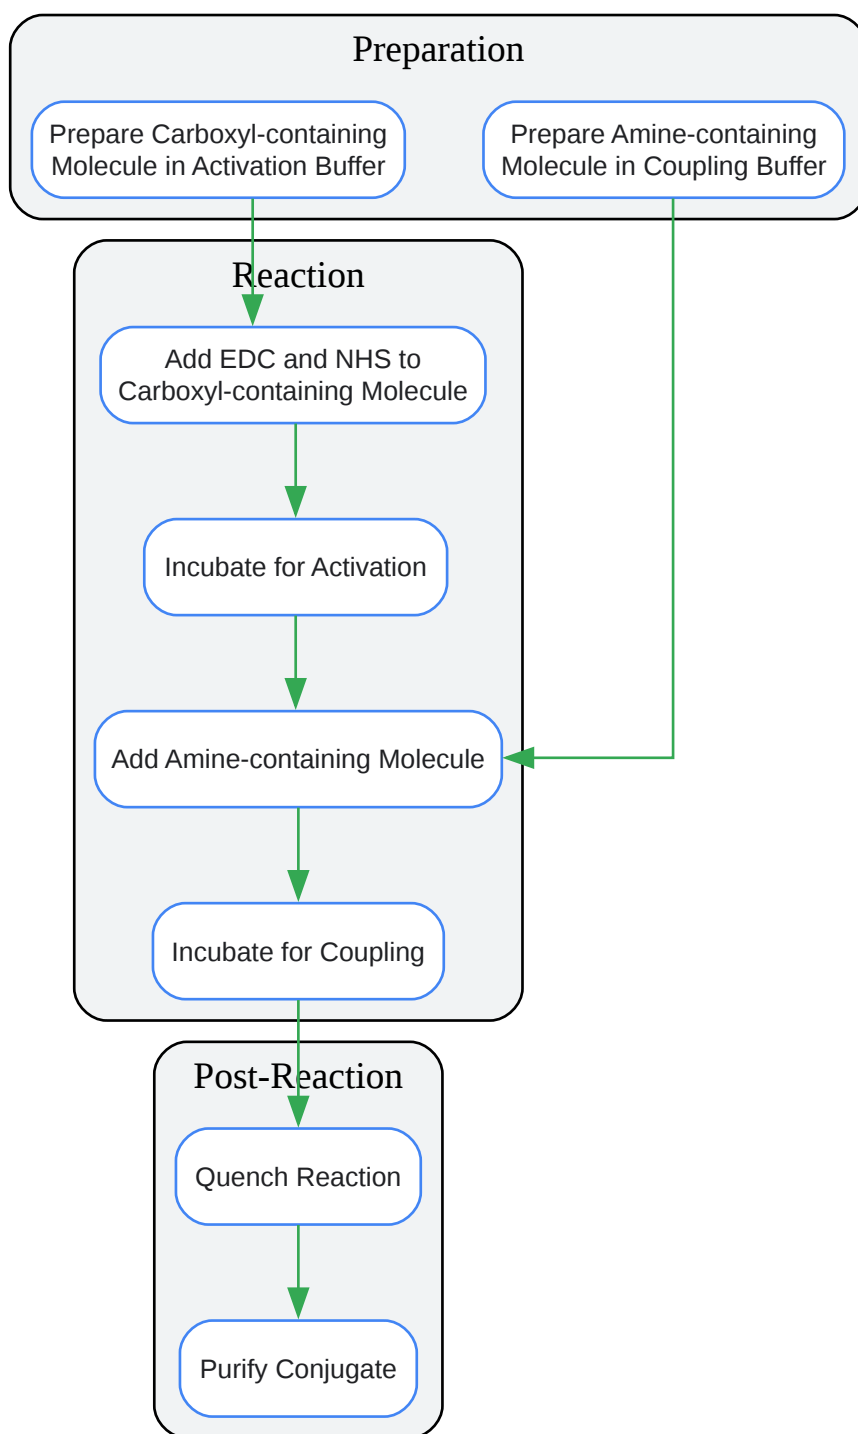 Preparation
Prepare Carboxyl-containing
Molecule in Activation Buffer
Prepare Amine-containing
Molecule in Coupling Buffer
Reaction
Add EDC and NHS to
Carboxyl-containing Molecule
Incubate for Activation
Add Amine-containing Molecule
Incubate for Coupling
Post-Reaction
Quench Reaction
Purify Conjugate